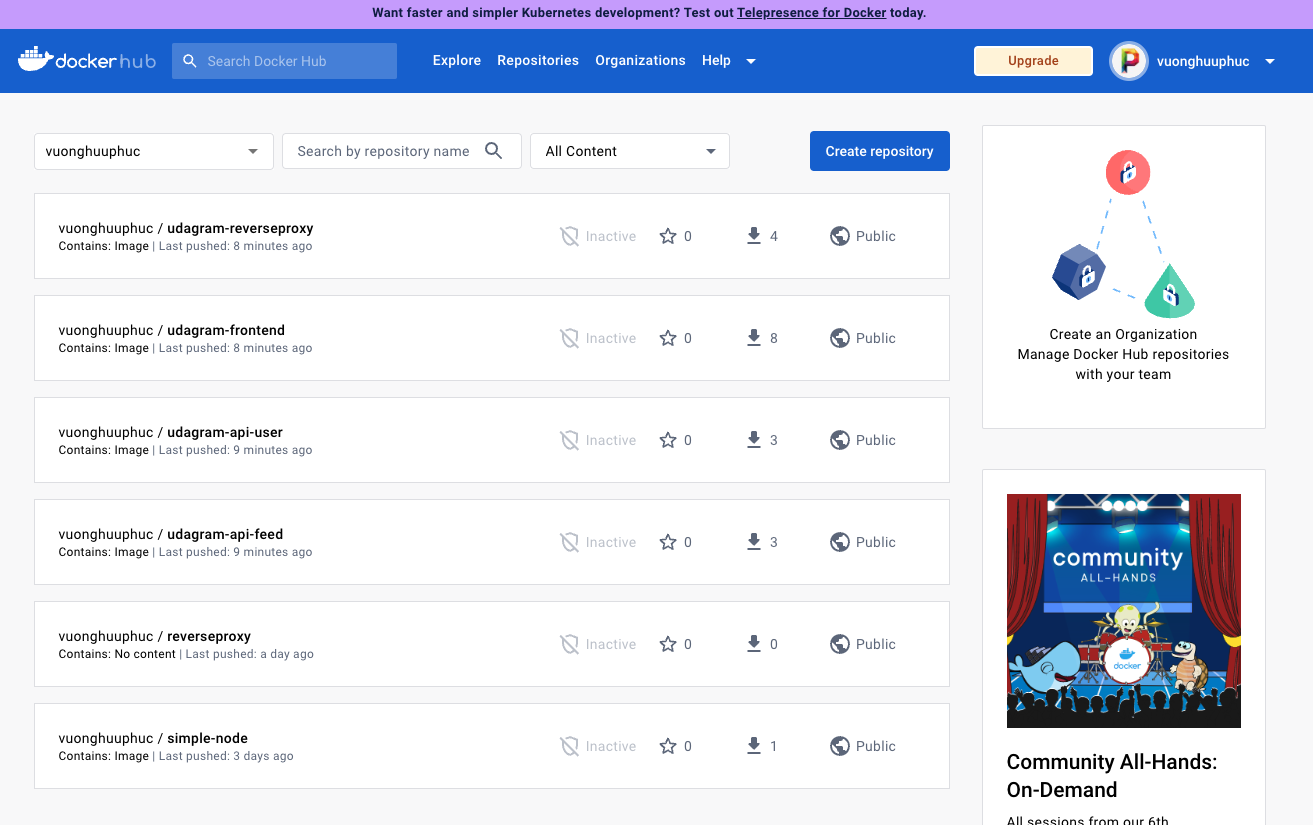 Want faster and simpler Kubernetes development? Test out Telepresence for Docker today.
dockerhub
Search Docker Hub
Explore
Repositories
Organizations
Help
Upgrade
P
vuonghuuphuc
vuonghuuphuc
Search by repository name
All Content
Create repository
vuonghuuphuc / udagram-reverseproxy
Contains: Image | Last pushed: 8 minutes ago
Inactive
0
4
Public
vuonghuuphuc / udagram-frontend
Contains: Image | Last pushed: 8 minutes ago
Inactive
0
8
Public
vuonghuuphuc / udagram-api-user
Contains: Image | Last pushed: 9 minutes ago
Inactive
0
3
Public
vuonghuuphuc / udagram-api-feed
Contains: Image | Last pushed: 9 minutes ago
Inactive
0
3
Public
vuonghuuphuc / reverseproxy
Contains: No content | Last pushed: a day ago
Inactive
0
0
Public
vuonghuuphuc / simple-node
Contains: Image | Last pushed: 3 days ago
Inactive
0
1
Public
Create an Organization
Manage Docker Hub repositories
with your team
community
ALL-HANDS
docker
Community All-Hands:
On-Demand
All sessions from our 6th